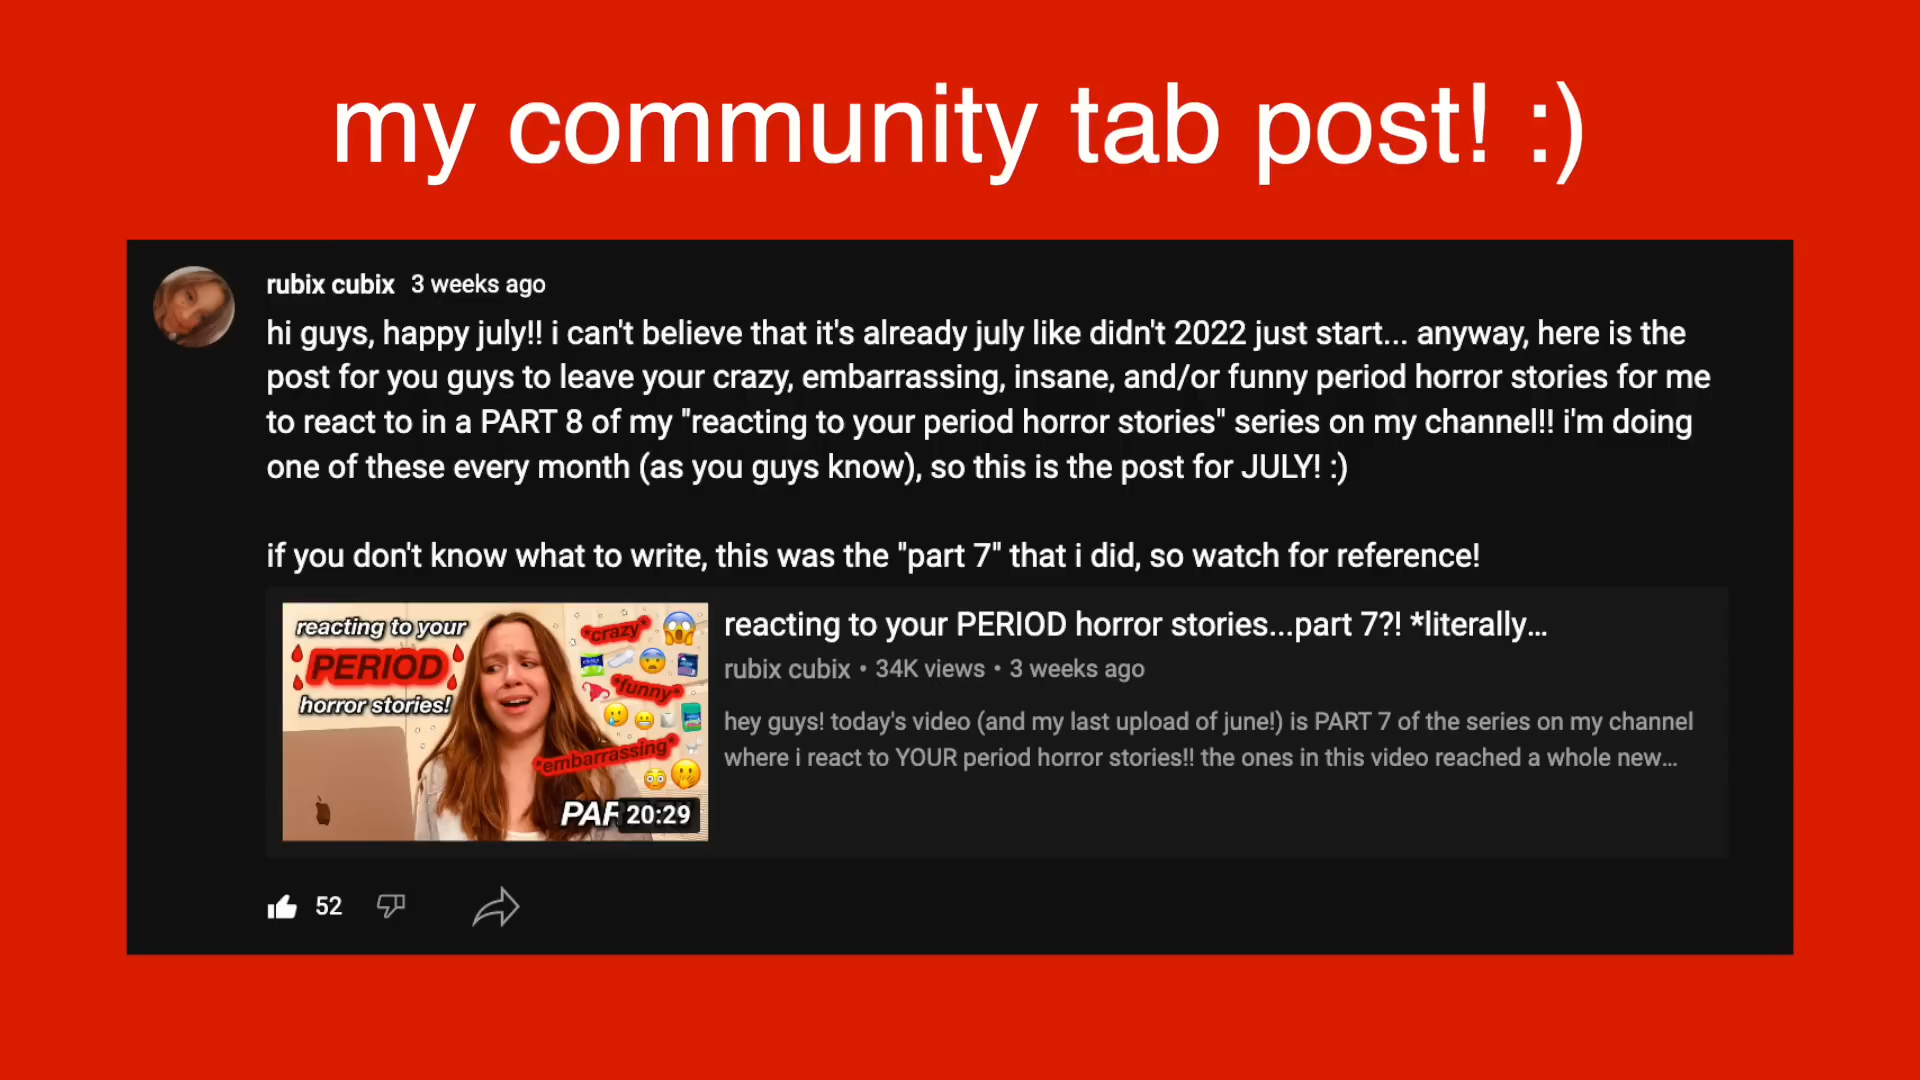 my community tab post! :)
rubix cubix 3 weeks ago
hi guys, happy july!! i can't believe that it's already july like didn't 2022 just start... anyway, here is the
post for you guys to leave your crazy, embarrassing, insane, and/or funny period horror stories for me
to react to in a PART 8 of my "reacting to your period horror stories" series on my channel!! i'm doing
one of these every month (as you guys know), so this is the post for JULY! :)
if you don't know what to write, this was the "part 7" that i did, so watch for reference!
reacting to your
PERIOD
horror stories!
*crazy*
*funny*
*embarrassing*
PAR
20:29
reacting to your PERIOD horror stories...part 7?! *literally...
rubix cubix • 34K views • 3 weeks ago
hey guys! today's video (and my last upload of june!) is PART 7 of the series on my channel
where i react to YOUR period horror stories!! the ones in this video reached a whole new...
52